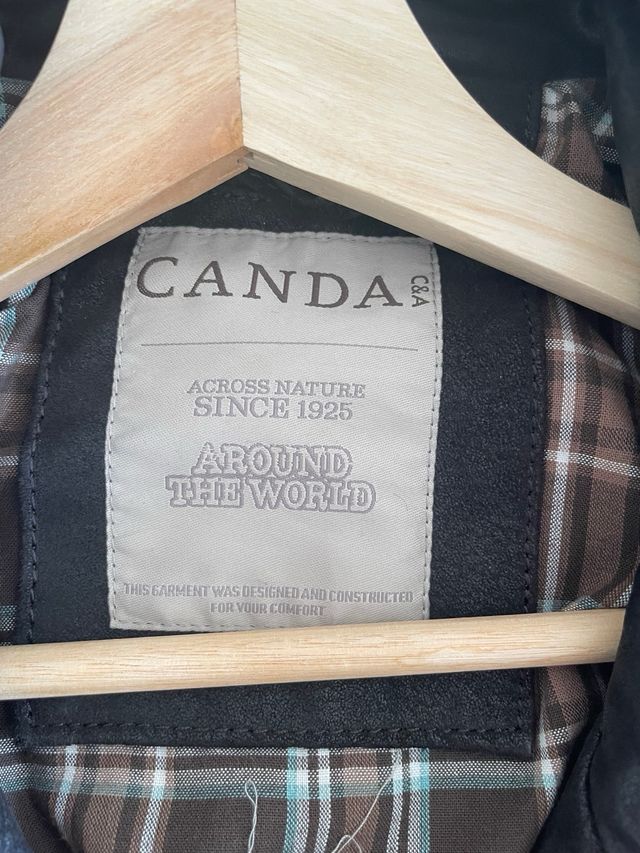 CANDA C&A
ACROSS NATURE
SINCE 1925
AROUND
THE WORLD
THIS GARMENT WAS DESIGNED AND CONSTRUCTED
FOR YOUR COMFORT